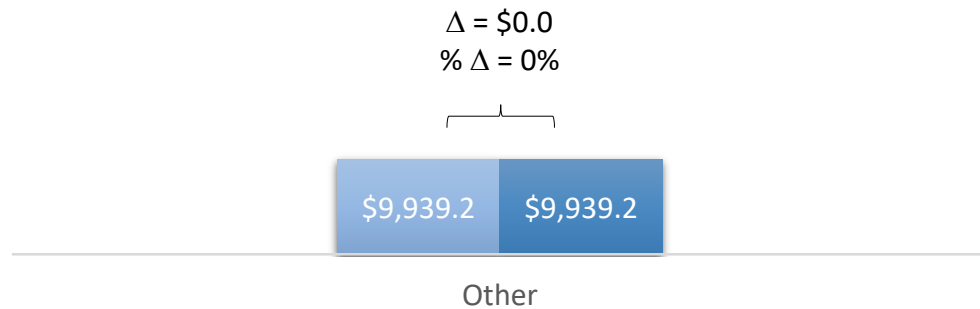 Δ = $0.0
% Δ = 0%
$9,939.2 $9,939.2
Other